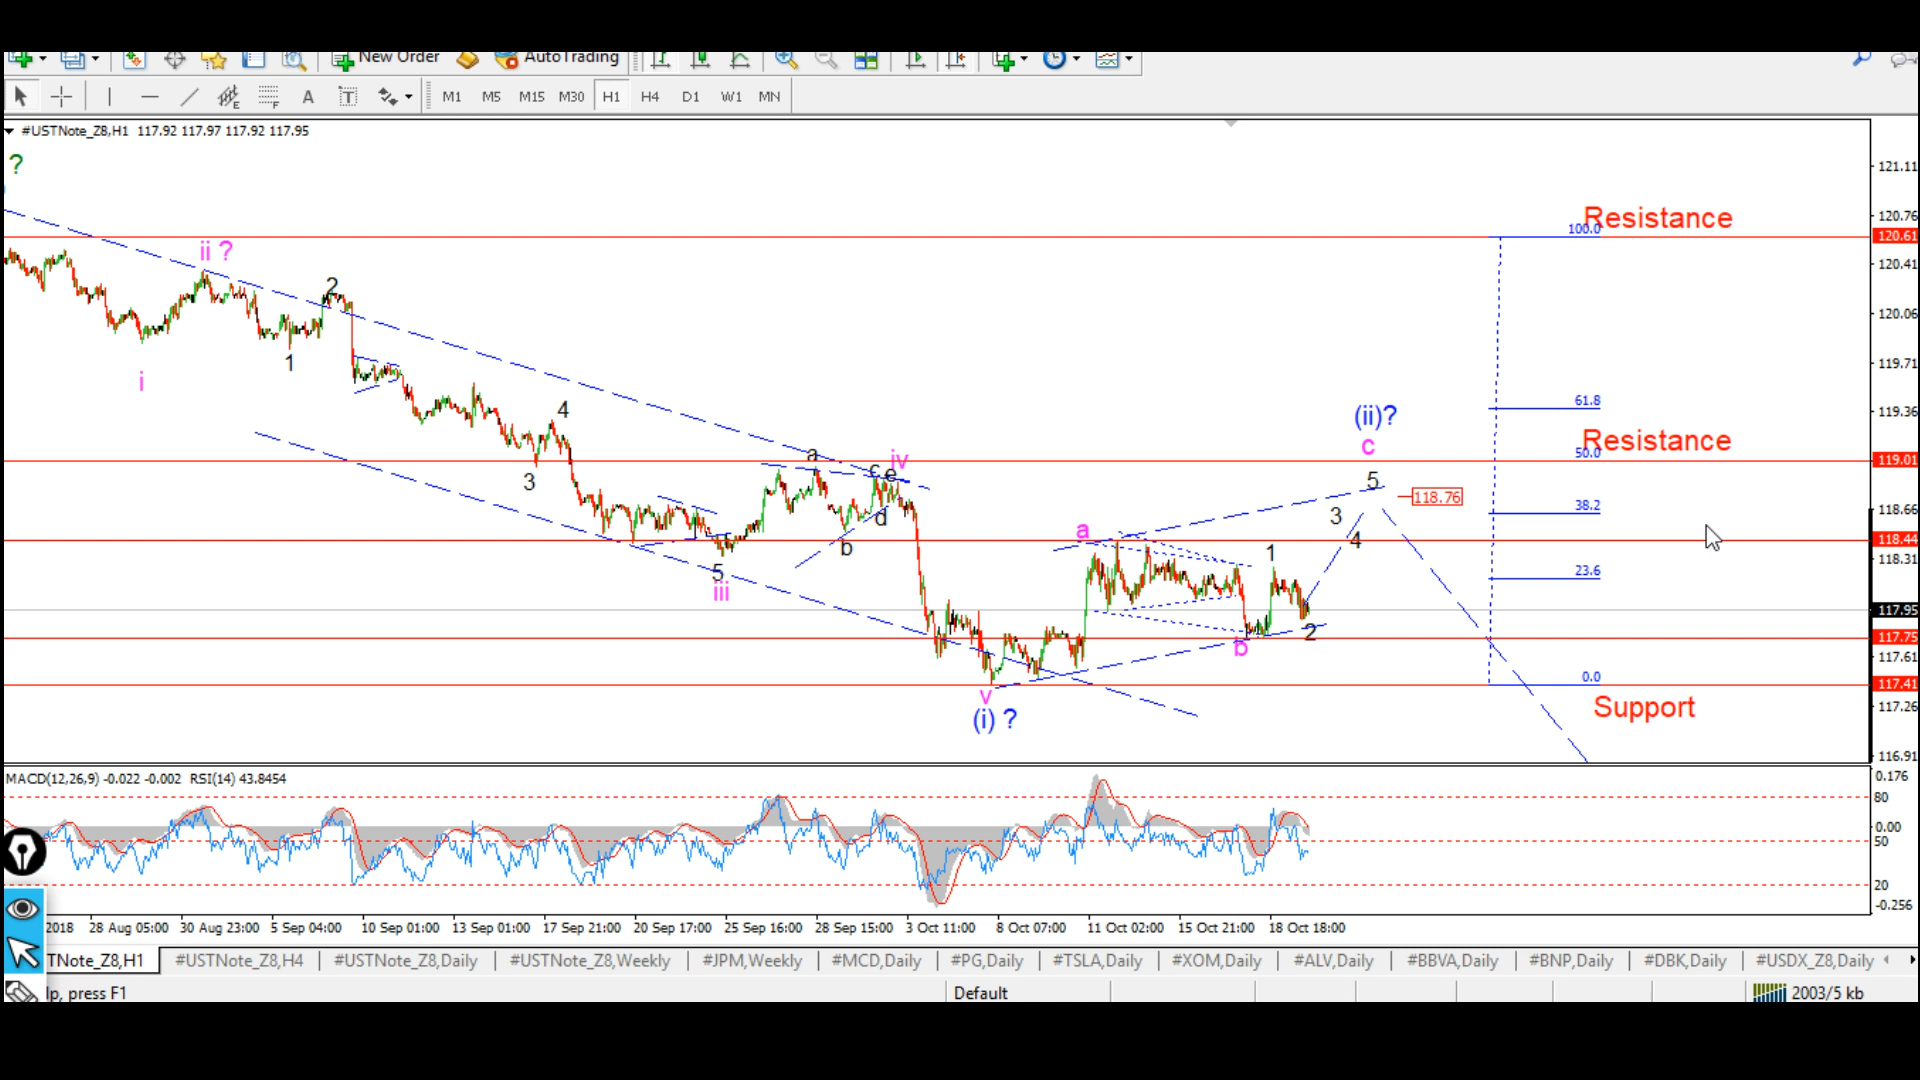 New Order
AutoTrading
E
F
A
T
M1 M5 M15 M30 H1 H4 D1 W1 MN
#USTNote_Z8,H1 117.92 117.97 117.92 117.95
?
121.11
120.76
Resistance
100.0
120.61
ii ?
120.41
2
120.06
1
i
119.71
61.8
4
119.36
(ii)?
c
Resistance
50.0
119.01
a
iv
c
e
3
5
118.76
38.2
118.66
d
3
b
a
4
118.44
1
118.31
5
iii
23.6
117.95
2
117.75
b
117.61
0.0
117.41
v
Support
117.26
(i) ?
116.91
MACD(12,26,9) -0.022 -0.002 RSI(14) 43.8454
0.176
80
0.00
50
20
-0.256
2018 28 Aug 05:00 30 Aug 23:00 5 Sep 04:00 10 Sep 01:00 13 Sep 01:00 17 Sep 21:00 20 Sep 17:00 25 Sep 16:00 28 Sep 15:00 3 Oct 11:00 8 Oct 07:00 11 Oct 02:00 15 Oct 21:00 18 Oct 18:00
TNote_Z8,H1 #USTNote_Z8,H4 #USTNote_Z8,Daily #USTNote_Z8,Weekly #JPM,Weekly #MCD,Daily #PG,Daily #TSLA,Daily #XOM,Daily #ALV,Daily #BBVA,Daily #BNP,Daily #DBK,Daily #USDX_Z8,Daily
lp, press F1
Default
2003/5 kb